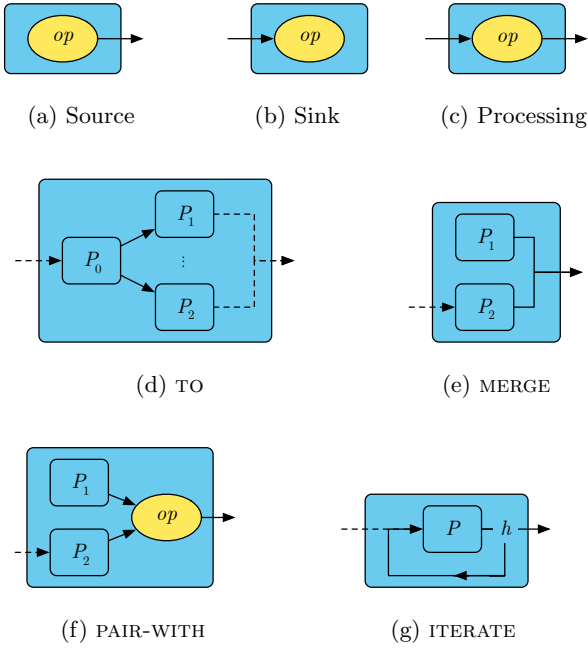 op op op
(a) Source (b) Sink (c) Processing
P1
P0 ⋮
P2
P1
P2
(d) TO (e) MERGE
P1
op
P2
P h
(f) PAIR-WITH (g) ITERATE